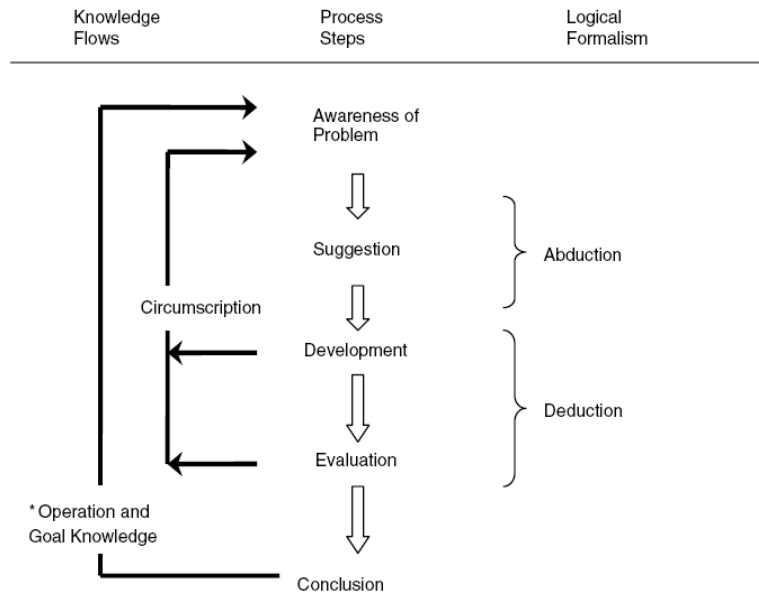 Knowledge
Flows
Process
Steps
Logical
Formalism
Awareness of
Problem
Suggestion
Abduction
Circumscription
Development
Deduction
Evaluation
* Operation and
Goal Knowledge
Conclusion